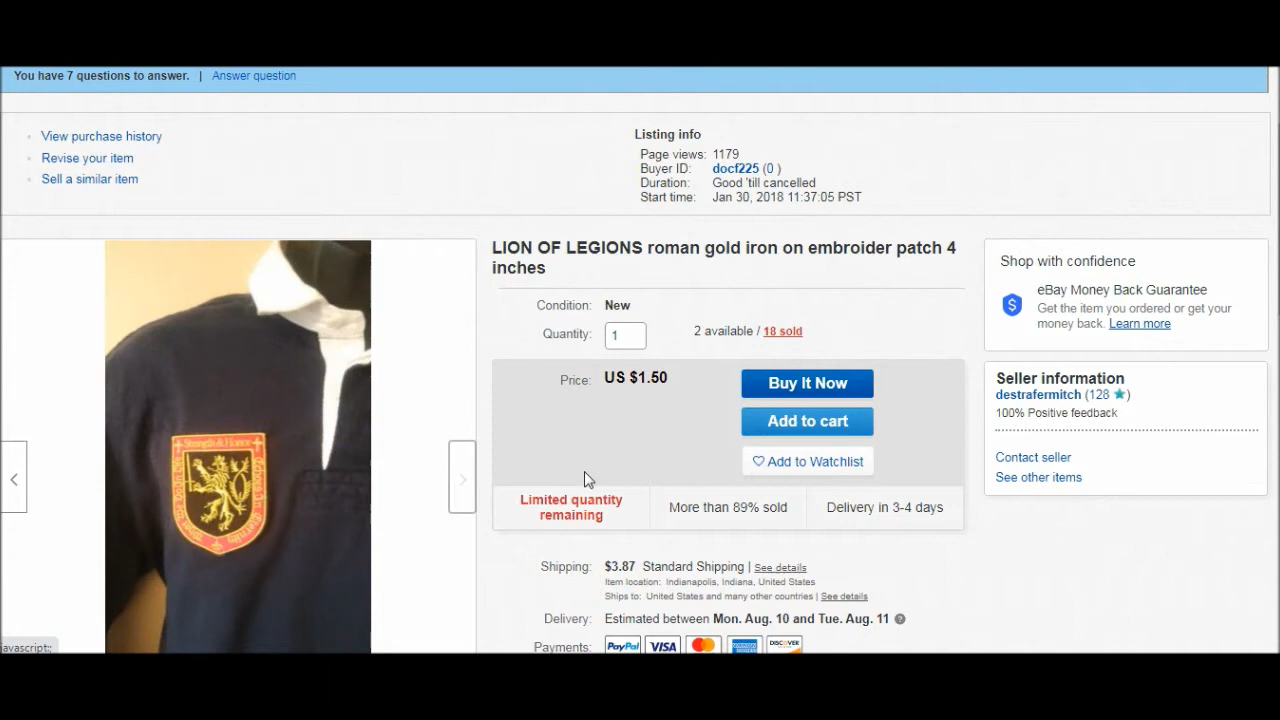 You have 7 questions to answer. | Answer question
View purchase history
Revise your item
Sell a similar item
Listing info
Page views: 1179
Buyer ID: docf225 (0 )
Duration: Good 'till cancelled
Start time: Jan 30, 2018 11:37:05 PST
LION OF LEGIONS roman gold iron on embroider patch 4
inches
Condition: New
Quantity: 1 2 available / 18 sold
Price: US $1.50
Buy It Now
Add to cart
Add to Watchlist
Limited quantity
remaining
More than 89% sold
Delivery in 3-4 days
Shipping: $3.87 Standard Shipping | See details
Item location: Indianapolis, Indiana, United States
Ships to: United States and many other countries | See details
Delivery: Estimated between Mon. Aug. 10 and Tue. Aug. 11 ?
Payments: PayPal VISA MasterCard AMERICAN EXPRESS DISCOVER
Shop with confidence
eBay Money Back Guarantee
Get the item you ordered or get your
money back. Learn more
Seller information
destrafermitch (128 ★)
100% Positive feedback
Contact seller
See other items
Strength & Honor
javascript:;